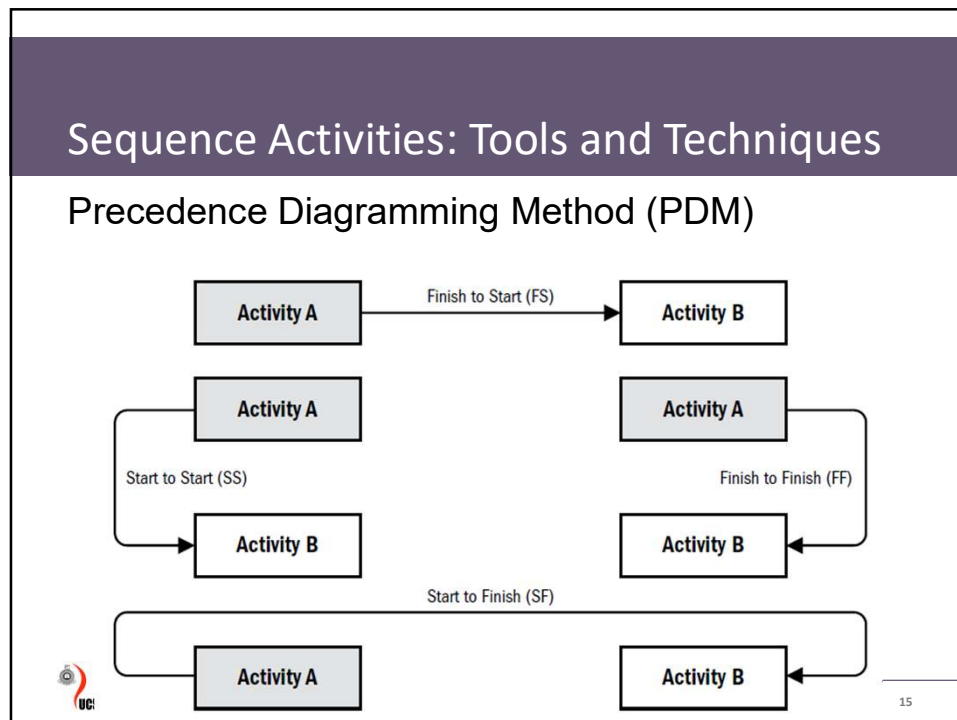 Sequence Activities: Tools and Techniques
Precedence Diagramming Method (PDM)
Activity A
Finish to Start (FS)
Activity B
Activity A
Activity A
Start to Start (SS)
Finish to Finish (FF)
Activity B
Activity B
Start to Finish (SF)
Activity A
Activity B
15